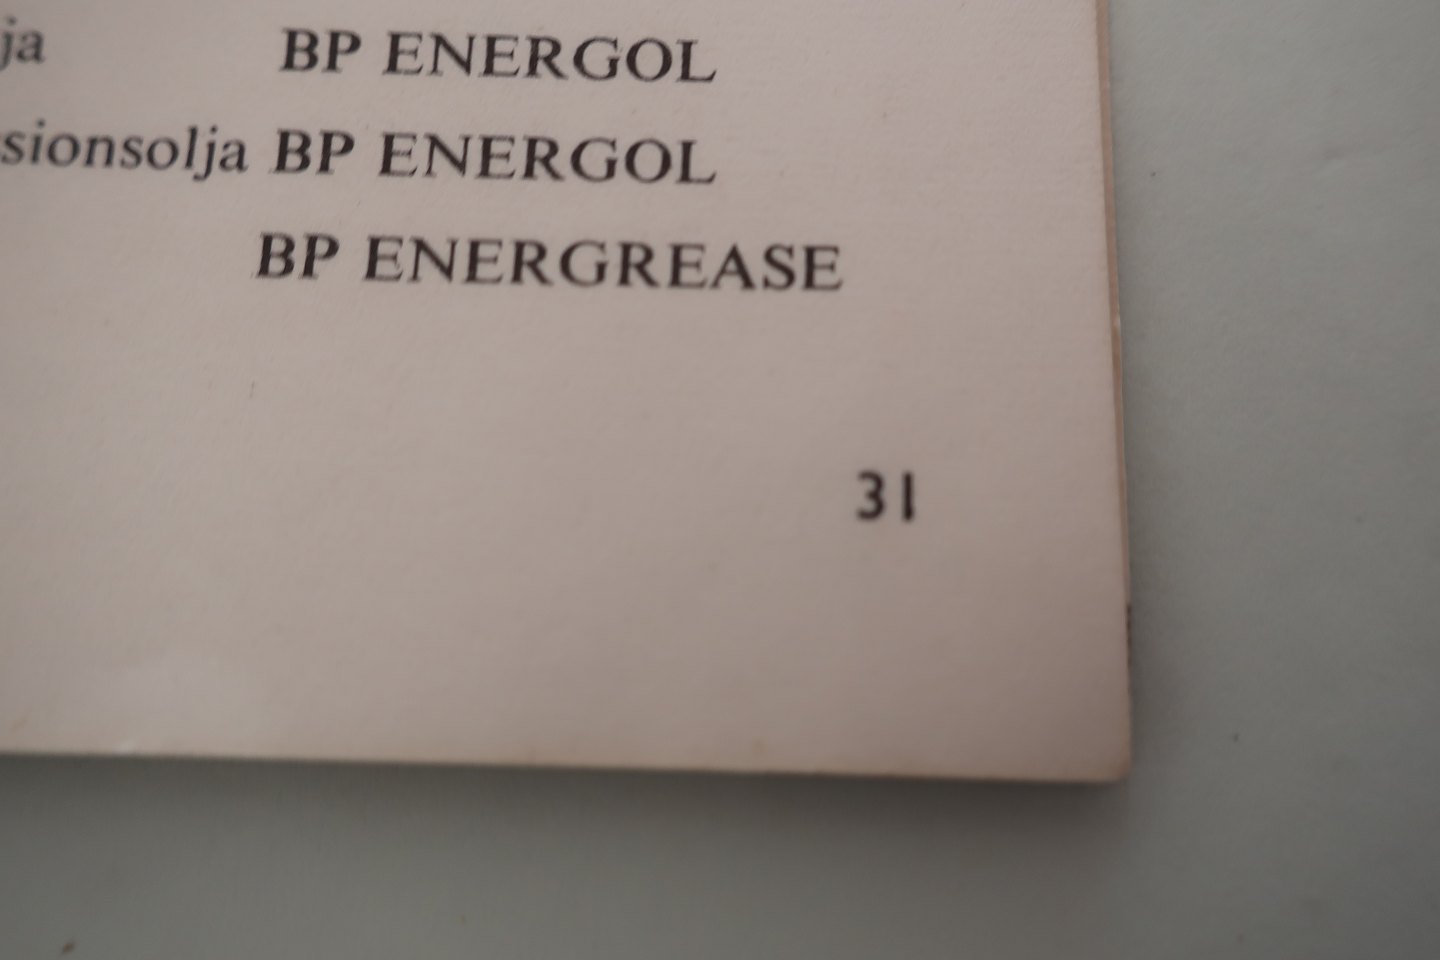 ja BP ENERGOL
sionsolja BP ENERGOL
BP ENERGREASE
31